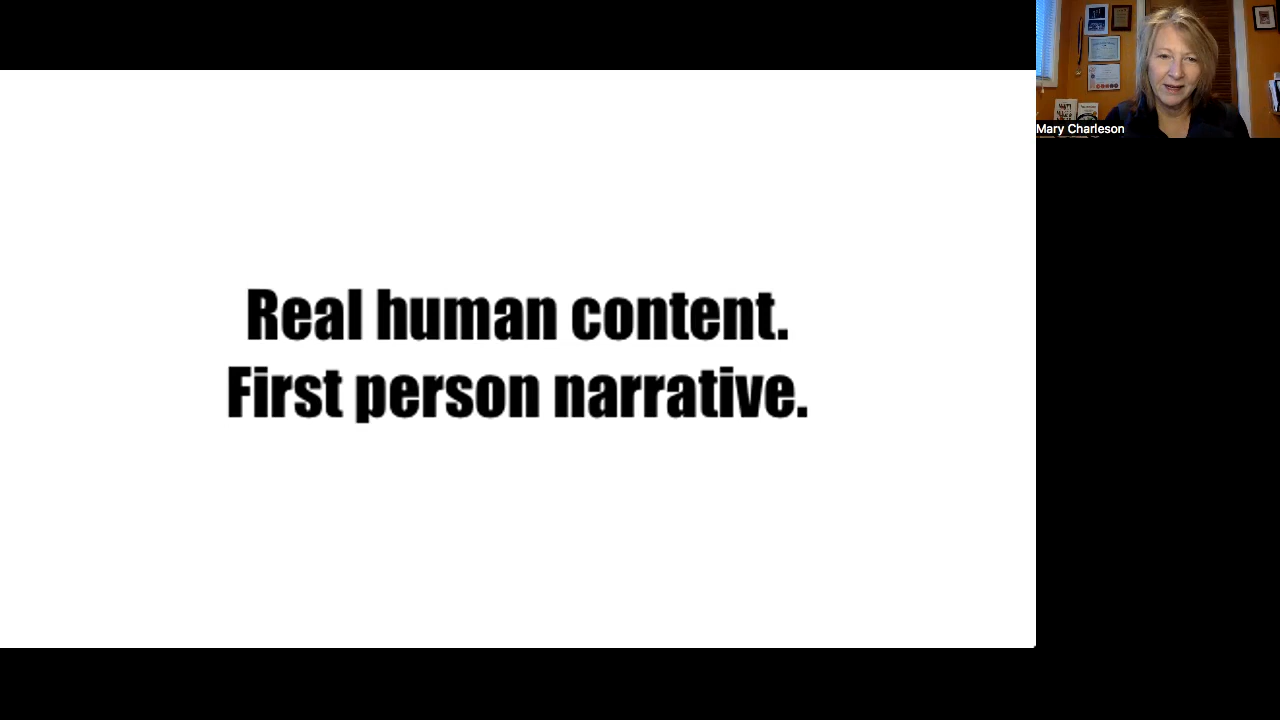 Real human content.
First person narrative.
Mary Charleson